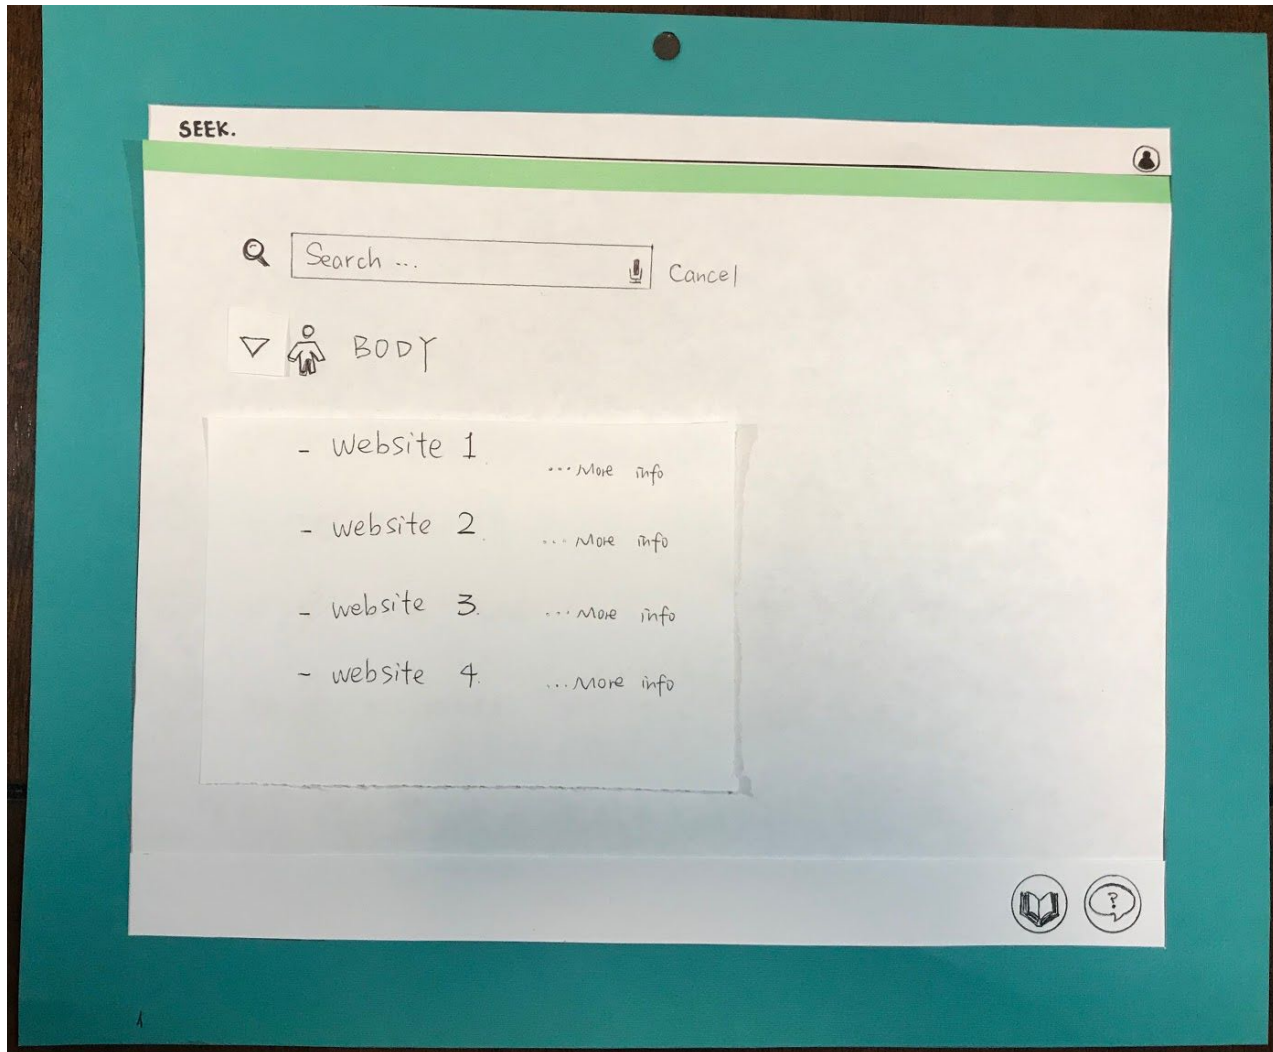 SEEK.
Search ...
Cancel
BODY
- Website 1
...More info
- website 2.
... More info
- website 3.
... More info
- website 4.
...More info
?